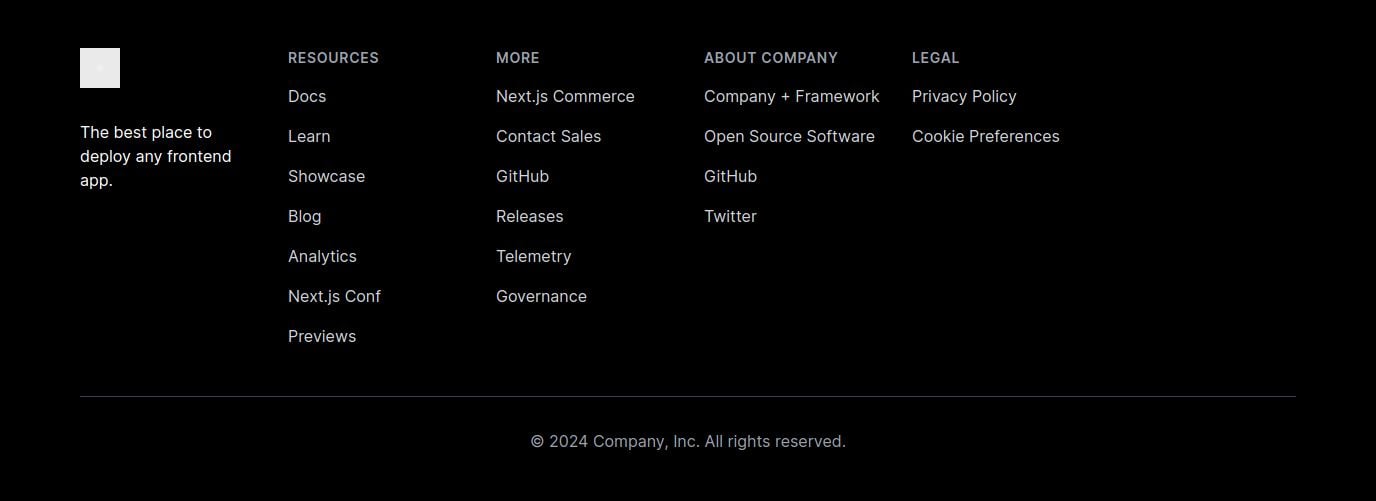 The best place to
deploy any frontend
app.
RESOURCES
Docs
Learn
Showcase
Blog
Analytics
Next.js Conf
Previews
MORE
Next.js Commerce
Contact Sales
GitHub
Releases
Telemetry
Governance
ABOUT COMPANY
Company + Framework
Open Source Software
GitHub
Twitter
LEGAL
Privacy Policy
Cookie Preferences
© 2024 Company, Inc. All rights reserved.